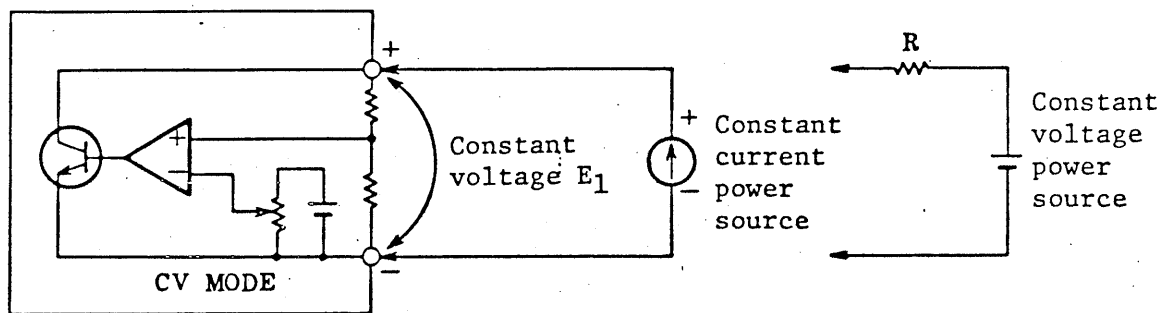 +
Constant
voltage E1
−
+
−
CV MODE
+
Constant
current
power
source
−
R
Constant
voltage
power
source